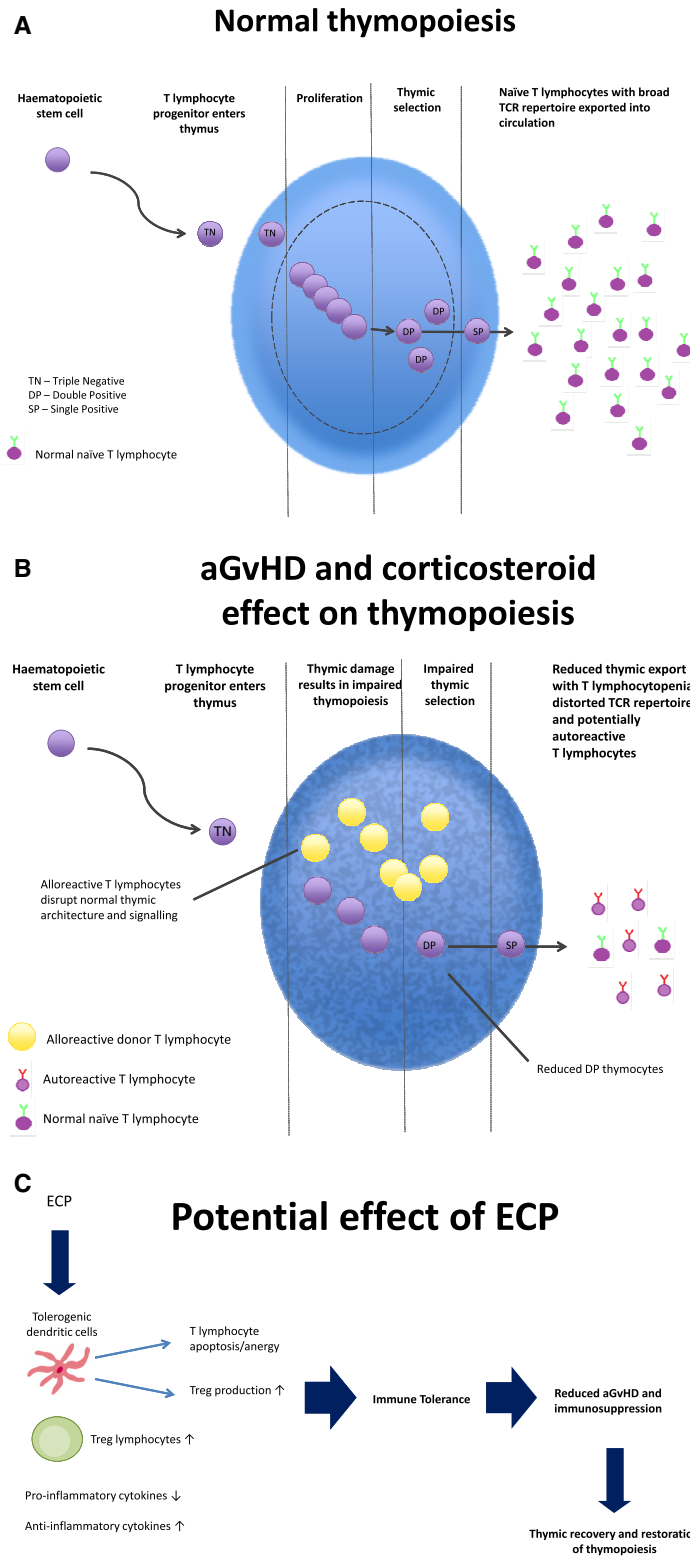 A
Normal thymopoiesis
Haematopoietic
stem cell
T lymphocyte
progenitor enters
thymus
Proliferation
Thymic
selection
Naïve T lymphocytes with broad
TCR repertoire exported into
circulation
TN
TN
DP
DP
DP
SP
TN – Triple Negative
DP – Double Positive
SP – Single Positive
Normal naïve T lymphocyte
B
aGvHD and corticosteroid
effect on thymopoiesis
Haematopoietic
stem cell
T lymphocyte
progenitor enters
thymus
Thymic damage
results in impaired
thymopoiesis
Impaired
thymic
selection
Reduced thymic export
with T lymphocytopenia
distorted TCR repertoire
and potentially
autoreactive
T lymphocytes
TN
Alloreactive T lymphocytes
disrupt normal thymic
architecture and signalling
DP
SP
Reduced DP thymocytes
Alloreactive donor T lymphocyte
Autoreactive T lymphocyte
Normal naïve T lymphocyte
C
ECP
Potential effect of ECP
Tolerogenic
dendritic cells
T lymphocyte
apoptosis/anergy
Treg production ↑
Immune Tolerance
Reduced aGvHD and
immunosuppression
Treg lymphocytes ↑
Pro-inflammatory cytokines ↓
Anti-inflammatory cytokines ↑
Thymic recovery and restoratio
of thymopoiesis